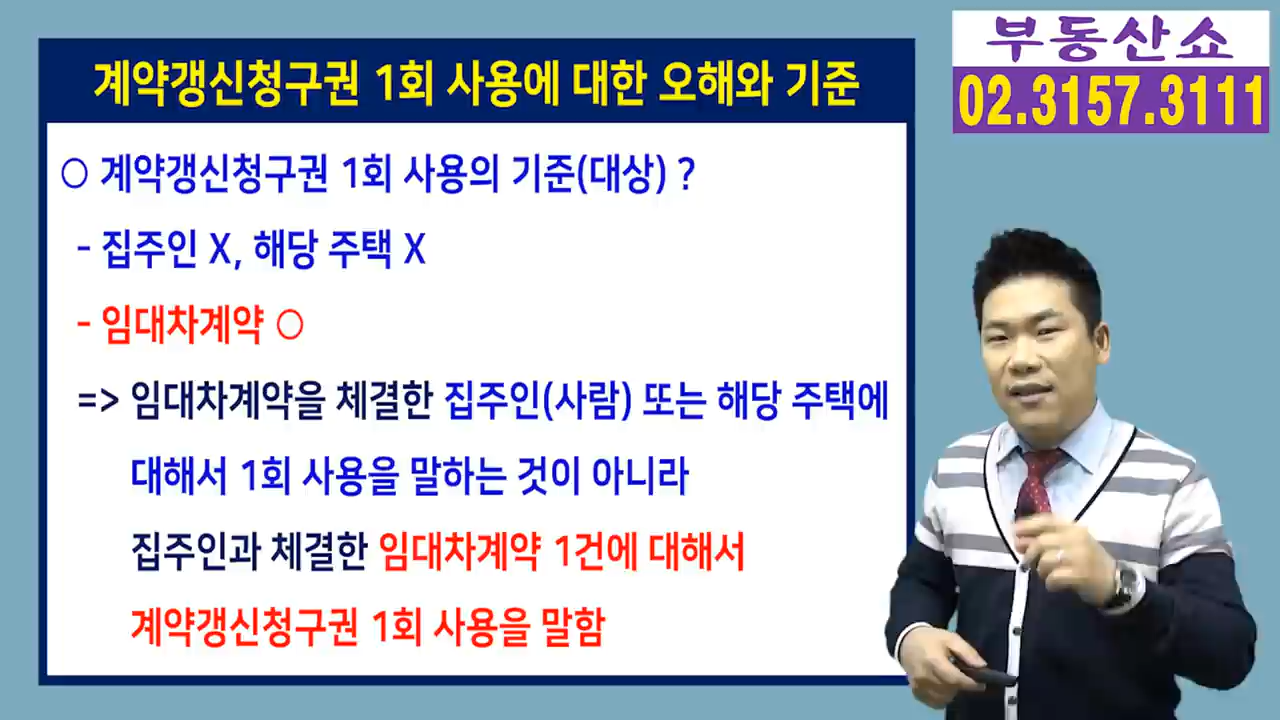 계약갱신청구권 1회 사용에 대한 오해와 기준
부동산쇼
02.3157.3111
○ 계약갱신청구권 1회 사용의 기준(대상) ?
- 집주인 X, 해당 주택 X
- 임대차계약 ○
=> 임대차계약을 체결한 집주인(사람) 또는 해당 주택에
대해서 1회 사용을 말하는 것이 아니라
집주인과 체결한 임대차계약 1건에 대해서
계약갱신청구권 1회 사용을 말함